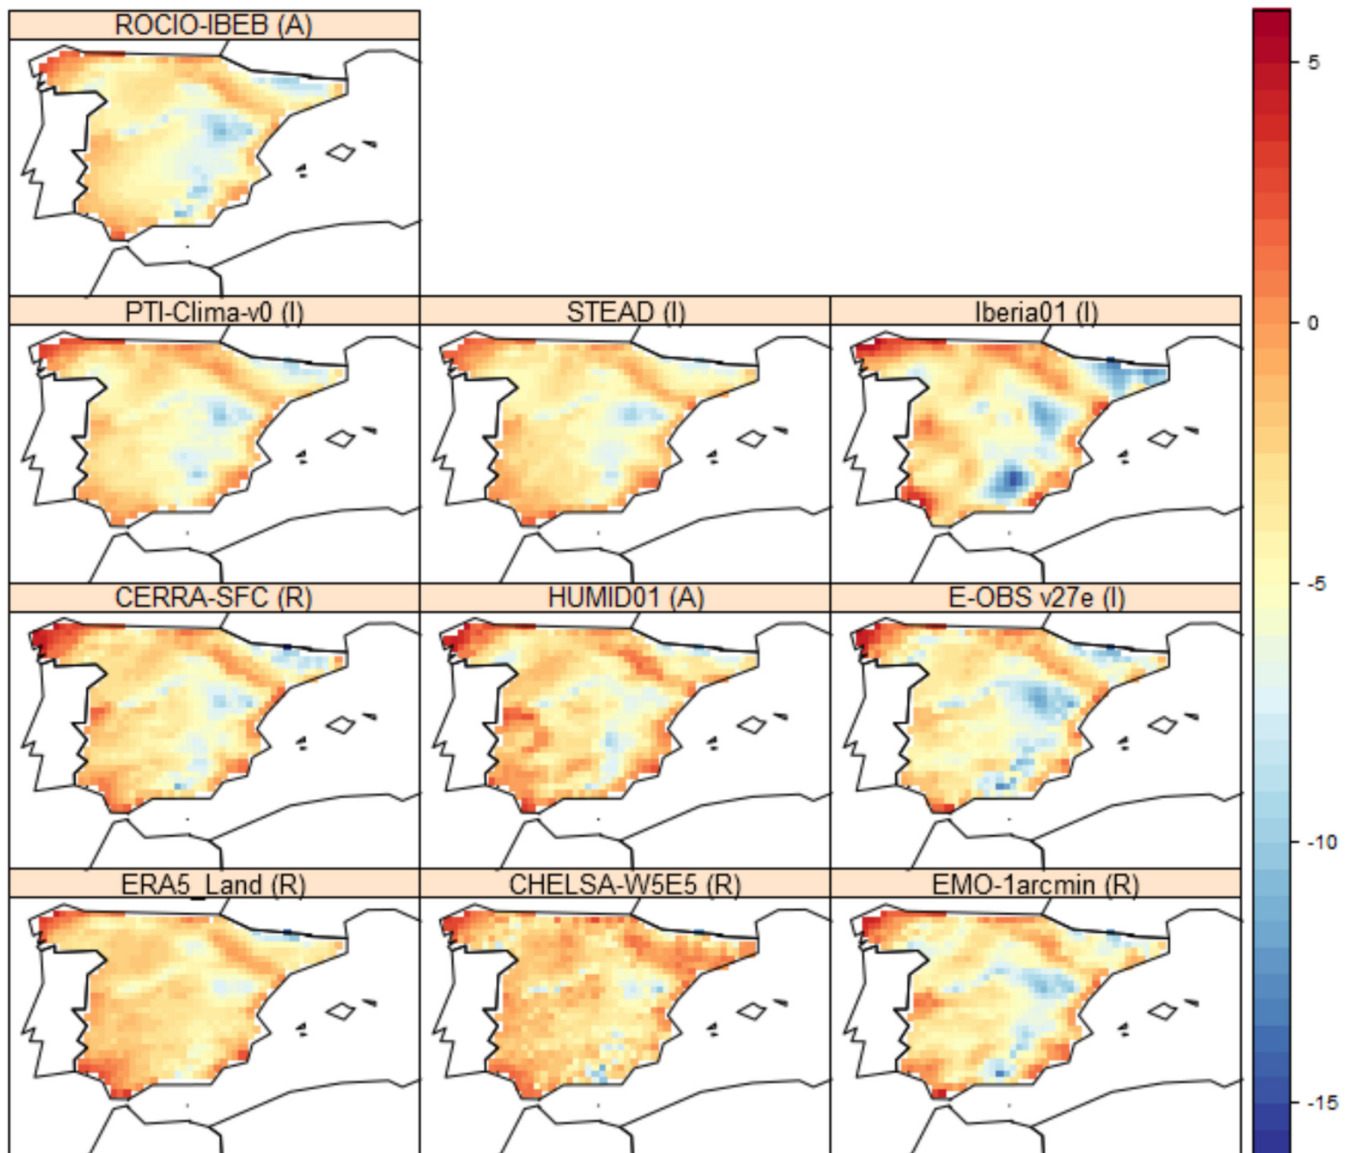 ROCIO-IBEB (A)
PTI-Clima-v0 (I)
STEAD (I)
Iberia01 (I)
CERRA-SFC (R)
HUMID01 (A)
E-OBS v27e (I)
ERA5_Land (R)
CHELSA-W5E5 (R)
EMO-1arcmin (R)
5
0
-5
-10
-15